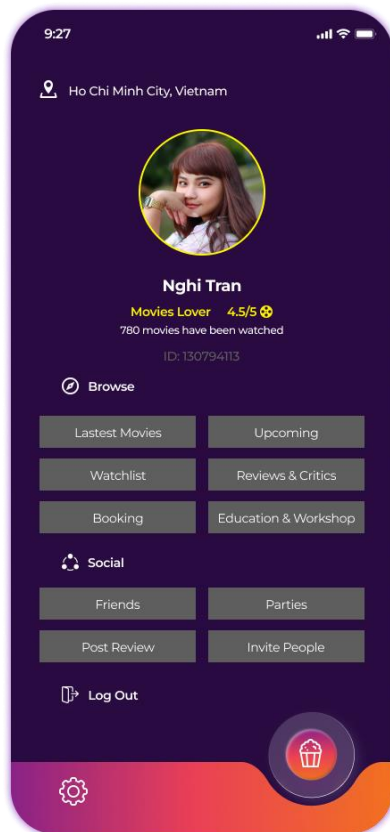 9:27
Ho Chi Minh City, Vietnam
Nghi Tran
Movies Lover 4.5/5
780 movies have been watched
ID: 130794113
Browse
Lastest Movies Upcoming
Watchlist Reviews & Critics
Booking Education & Workshop
Social
Friends Parties
Post Review Invite People
Log Out